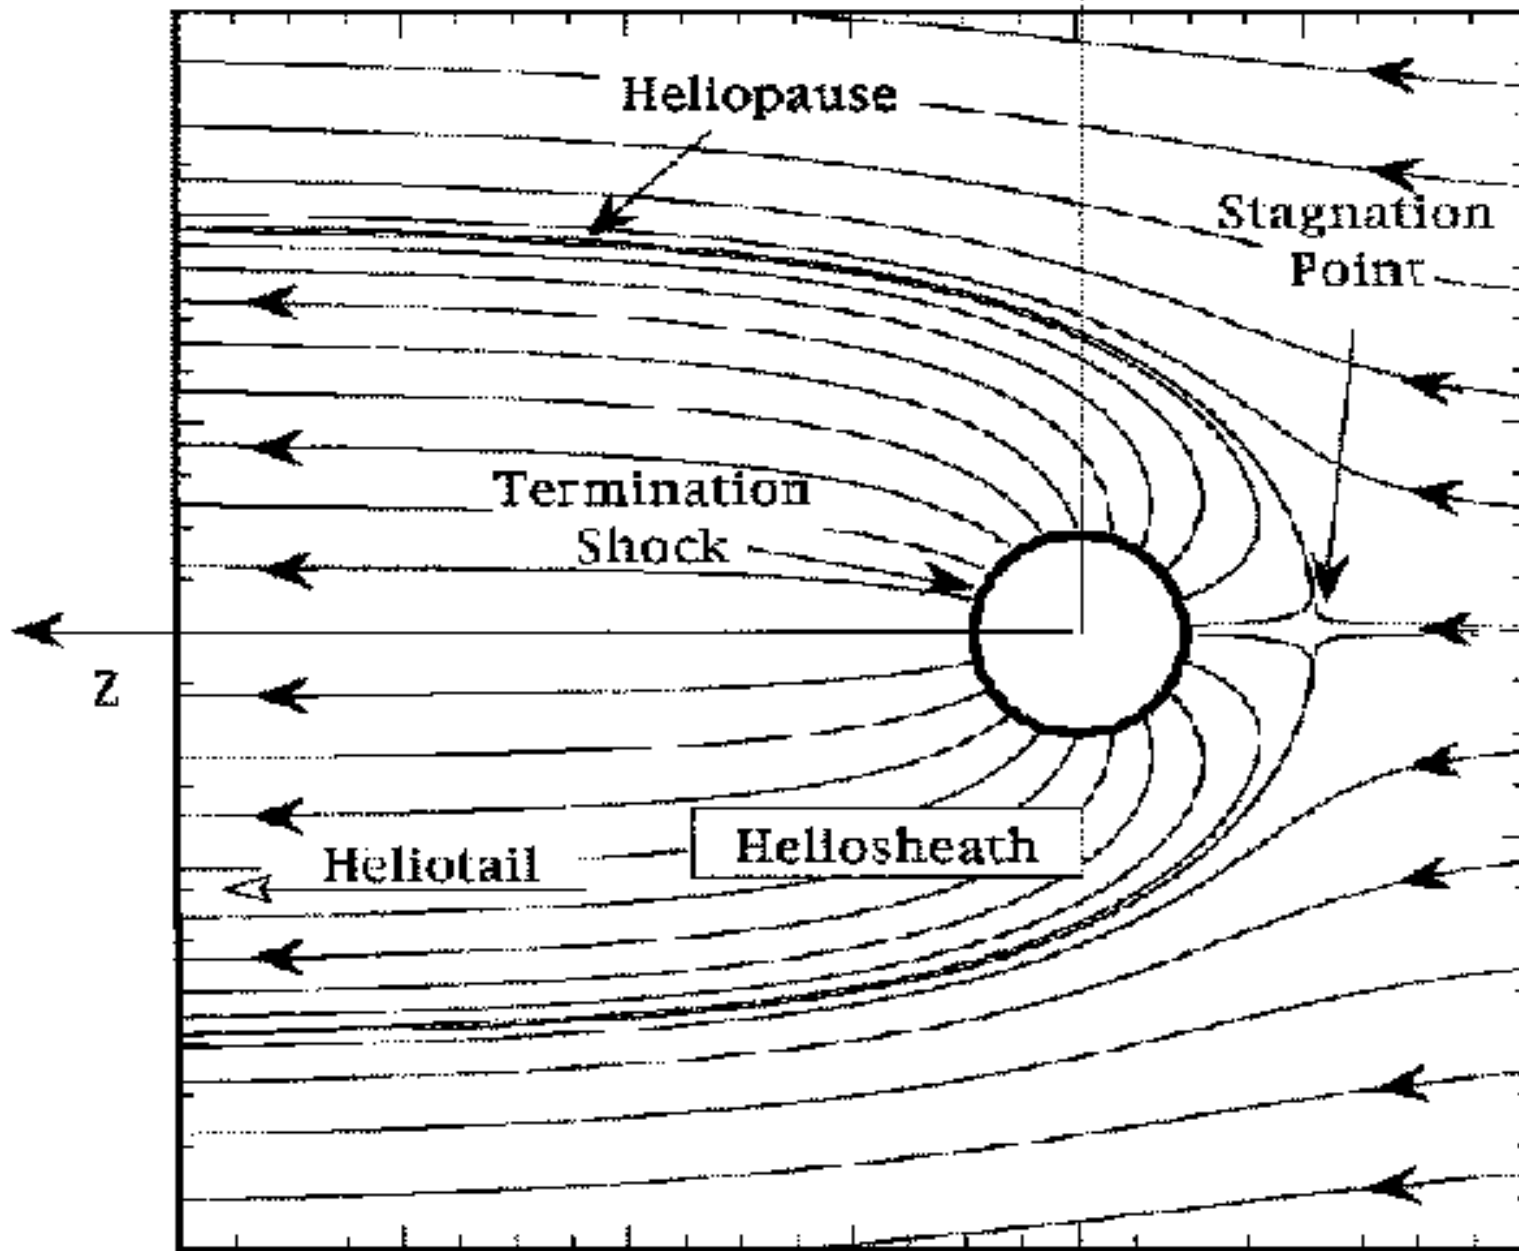 Heliopause
Stagnation
Point
Termination
Shock
Z
Heliosheath
Heliotail